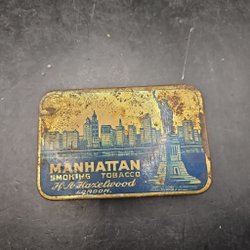 MANHATTAN
SMOKING TOBACCO
H. A. Hazelwood
LONDON.